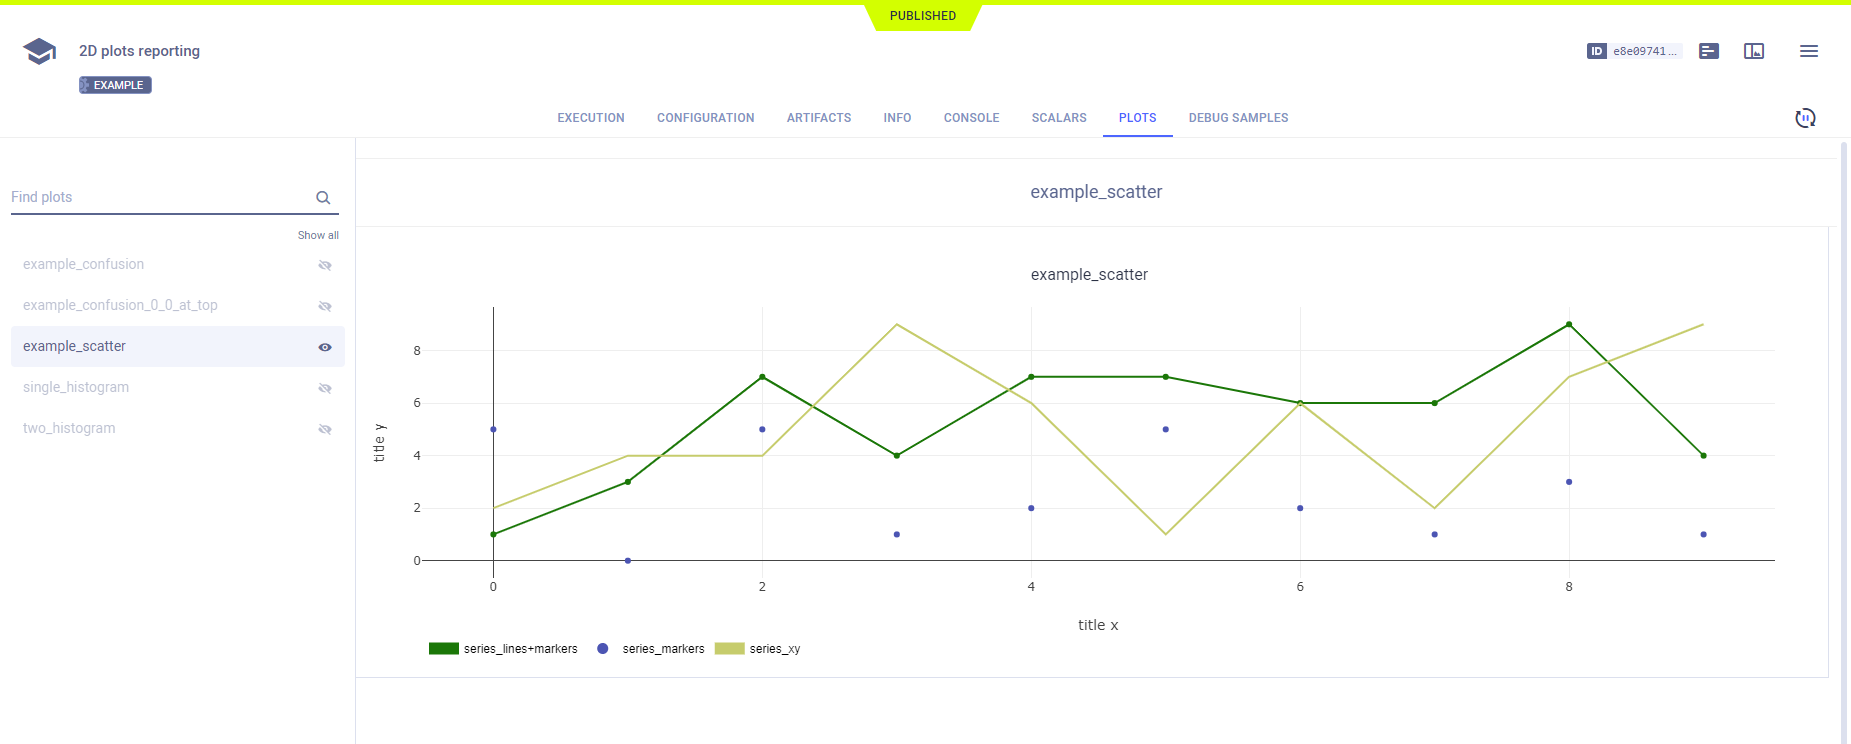 PUBLISHED
2D plots reporting
ID e8e09741...
EXAMPLE
EXECUTION CONFIGURATION ARTIFACTS INFO CONSOLE SCALARS PLOTS DEBUG SAMPLES
Find plots
Show all
example_confusion
example_confusion_0_0_at_top
example_scatter
single_histogram
two_histogram
example_scatter
example_scatter
8
6
4
2
0
title y
0 2 4 6 8
title x
series_lines+markers series_markers series_xy